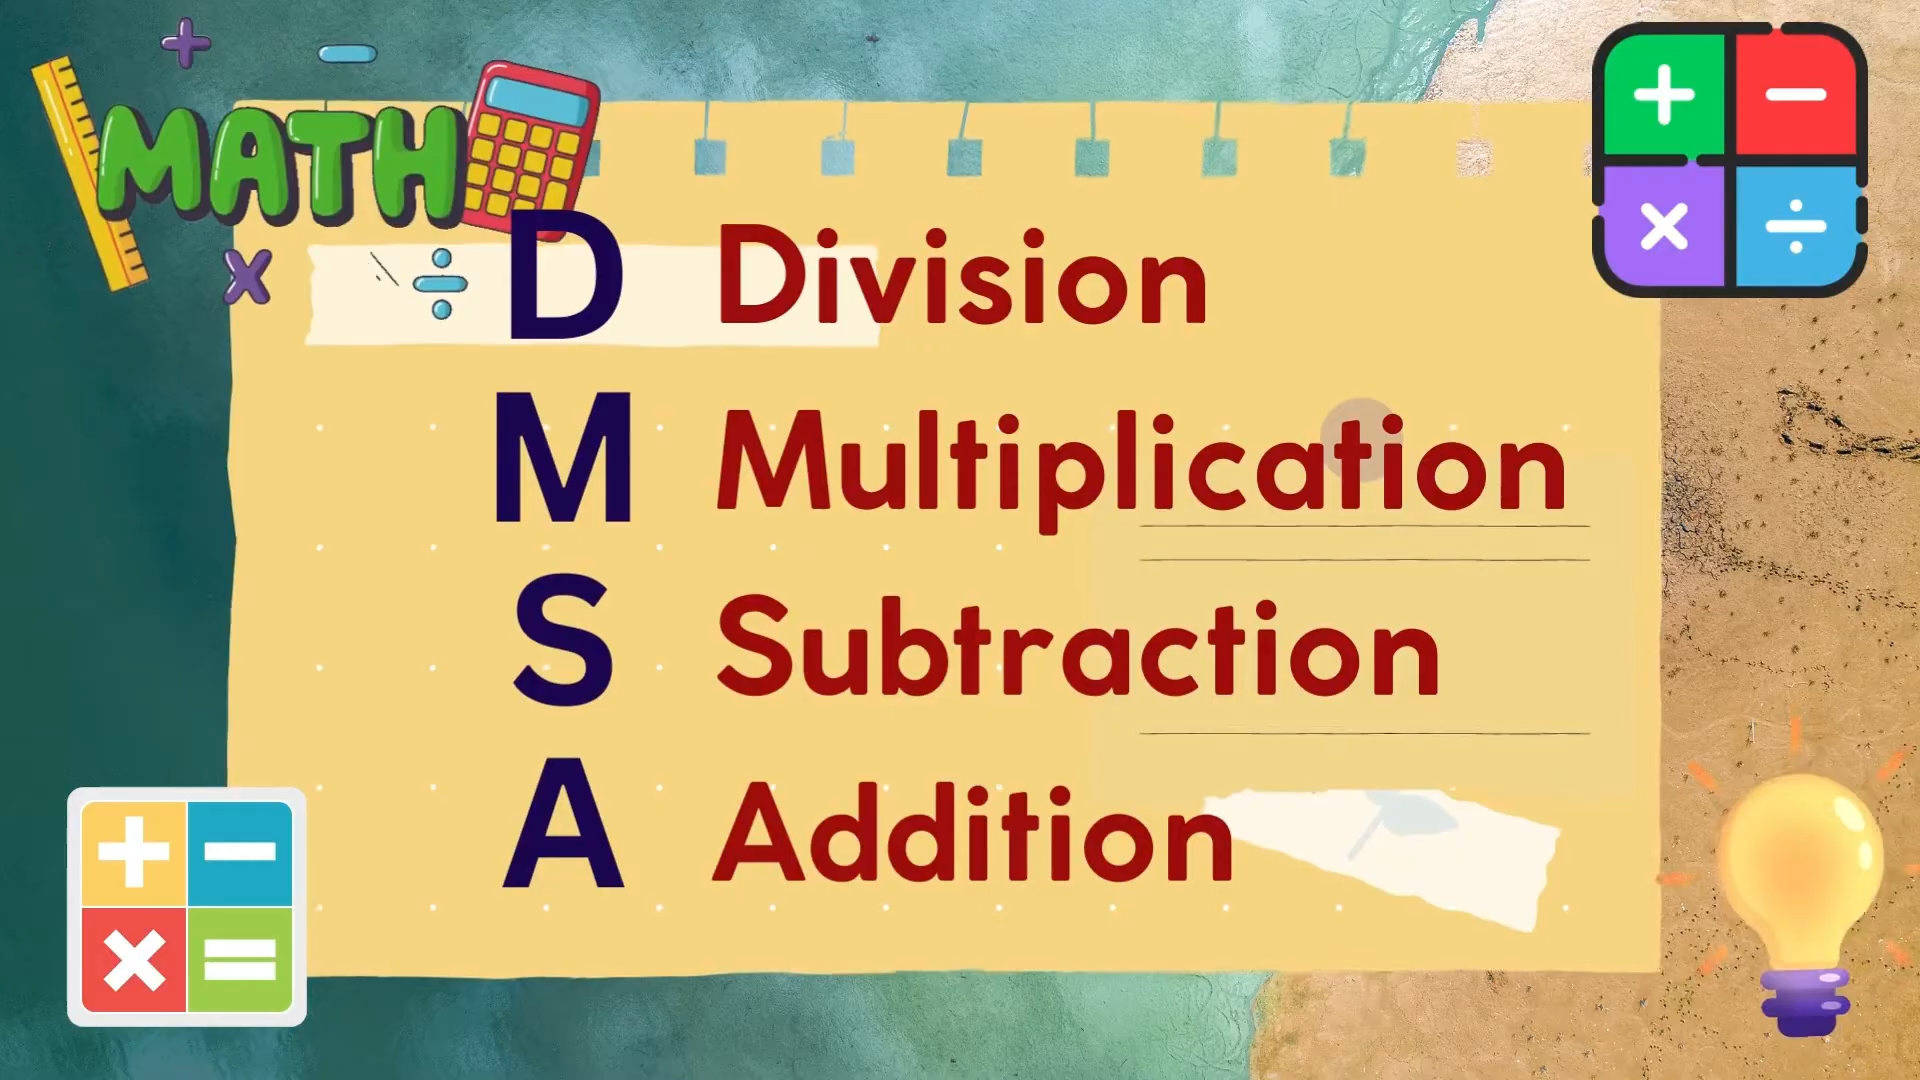 MATH
D Division
M Multiplication
S Subtraction
A Addition